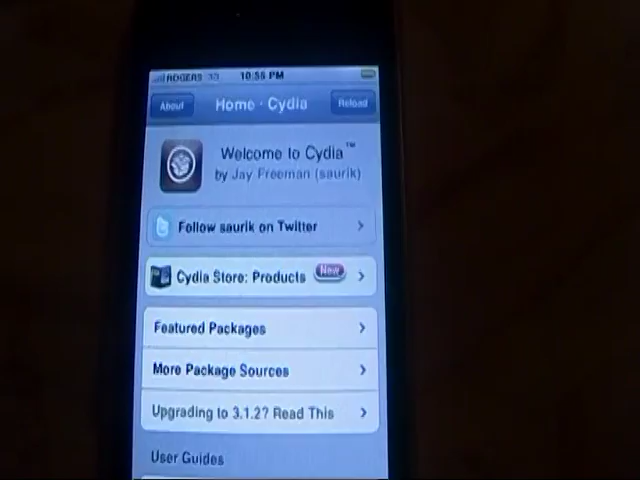 ROGERS 3G 10:55 PM
About Home · Cydia Reload
Welcome to Cydia™
by Jay Freeman (saurik)
Follow saurik on Twitter
Cydia Store: Products New
Featured Packages
More Package Sources
Upgrading to 3.1.2? Read This
User Guides